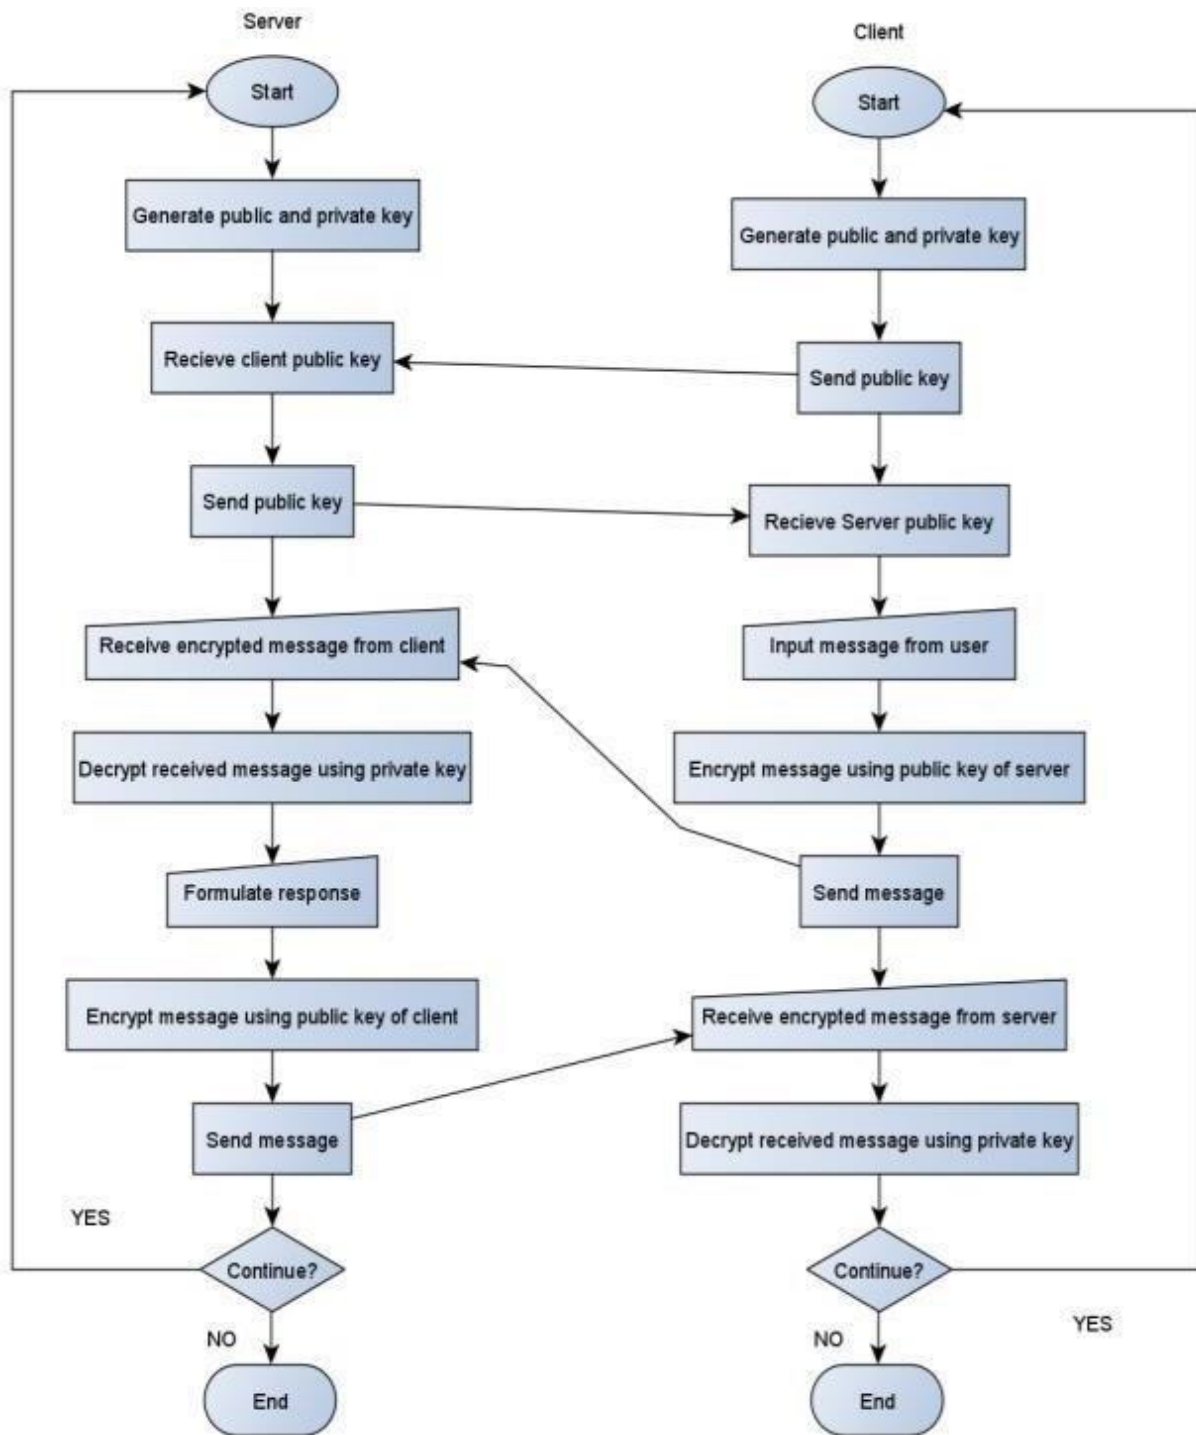 Server
Start
Generate public and private key
Recieve client public key
Send public key
Receive encrypted message from client
Decrypt received message using private key
Formulate response
Encrypt message using public key of client
Send message
YES
Continue?
NO
End
Client
Start
Generate public and private key
Send public key
Recieve Server public key
Input message from user
Encrypt message using public key of server
Send message
Receive encrypted message from server
Decrypt received message using private key
Continue?
YES
NO
End